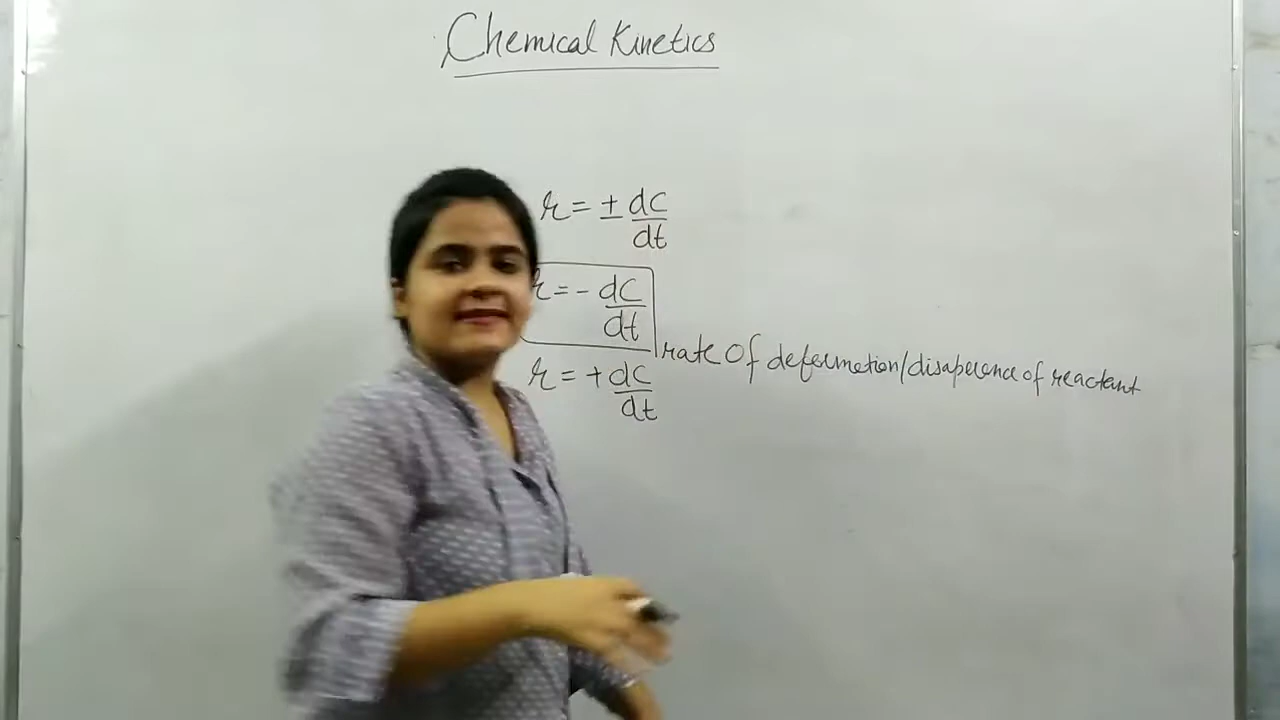 Chemical Kinetics
r = ± dc/dt
r = - dc/dt
rate of deformation/disaperence of reactant
r = + dc/dt